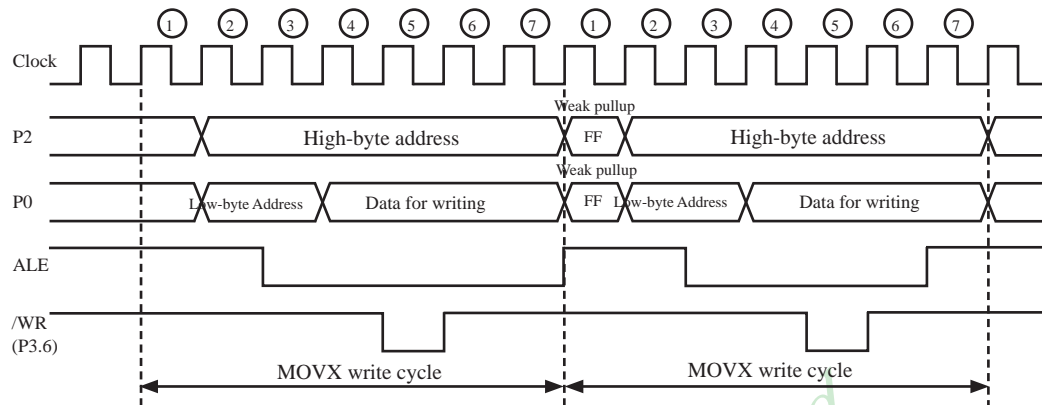 1 2 3 4 5 6 7 1 2 3 4 5 6 7
Clock
Weak pullup
P2 High-byte address FF High-byte address
Weak pullup
P0 Low-byte Address Data for writing FF Low-byte Address Data for writing
ALE
/WR
(P3.6)
MOVX write cycle MOVX write cycle